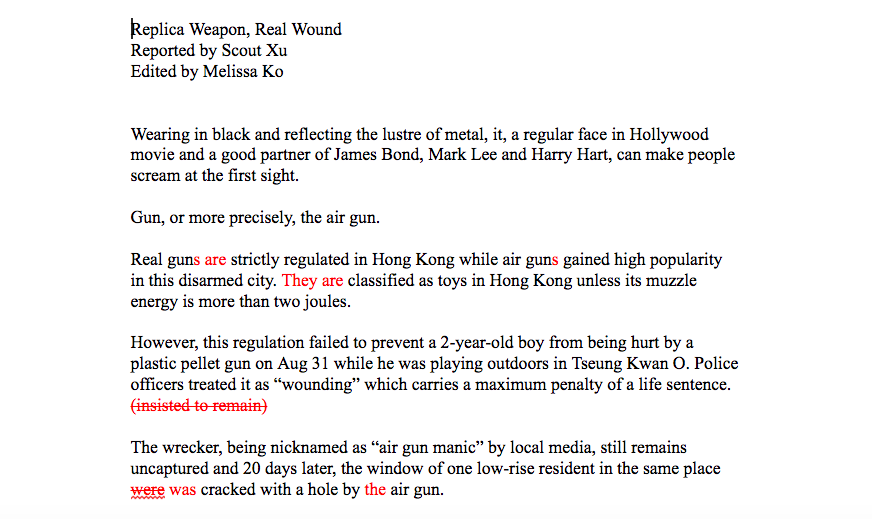 Replica Weapon, Real Wound
Reported by Scout Xu
Edited by Melissa Ko
Wearing in black and reflecting the lustre of metal, it, a regular face in Hollywood
movie and a good partner of James Bond, Mark Lee and Harry Hart, can make people
scream at the first sight.
Gun, or more precisely, the air gun.
Real guns are strictly regulated in Hong Kong while air guns gained high popularity
in this disarmed city. They are classified as toys in Hong Kong unless its muzzle
energy is more than two joules.
However, this regulation failed to prevent a 2-year-old boy from being hurt by a
plastic pellet gun on Aug 31 while he was playing outdoors in Tseung Kwan O. Police
officers treated it as “wounding” which carries a maximum penalty of a life sentence.
(insisted to remain)
The wrecker, being nicknamed as “air gun manic” by local media, still remains
uncaptured and 20 days later, the window of one low-rise resident in the same place
were was cracked with a hole by the air gun.